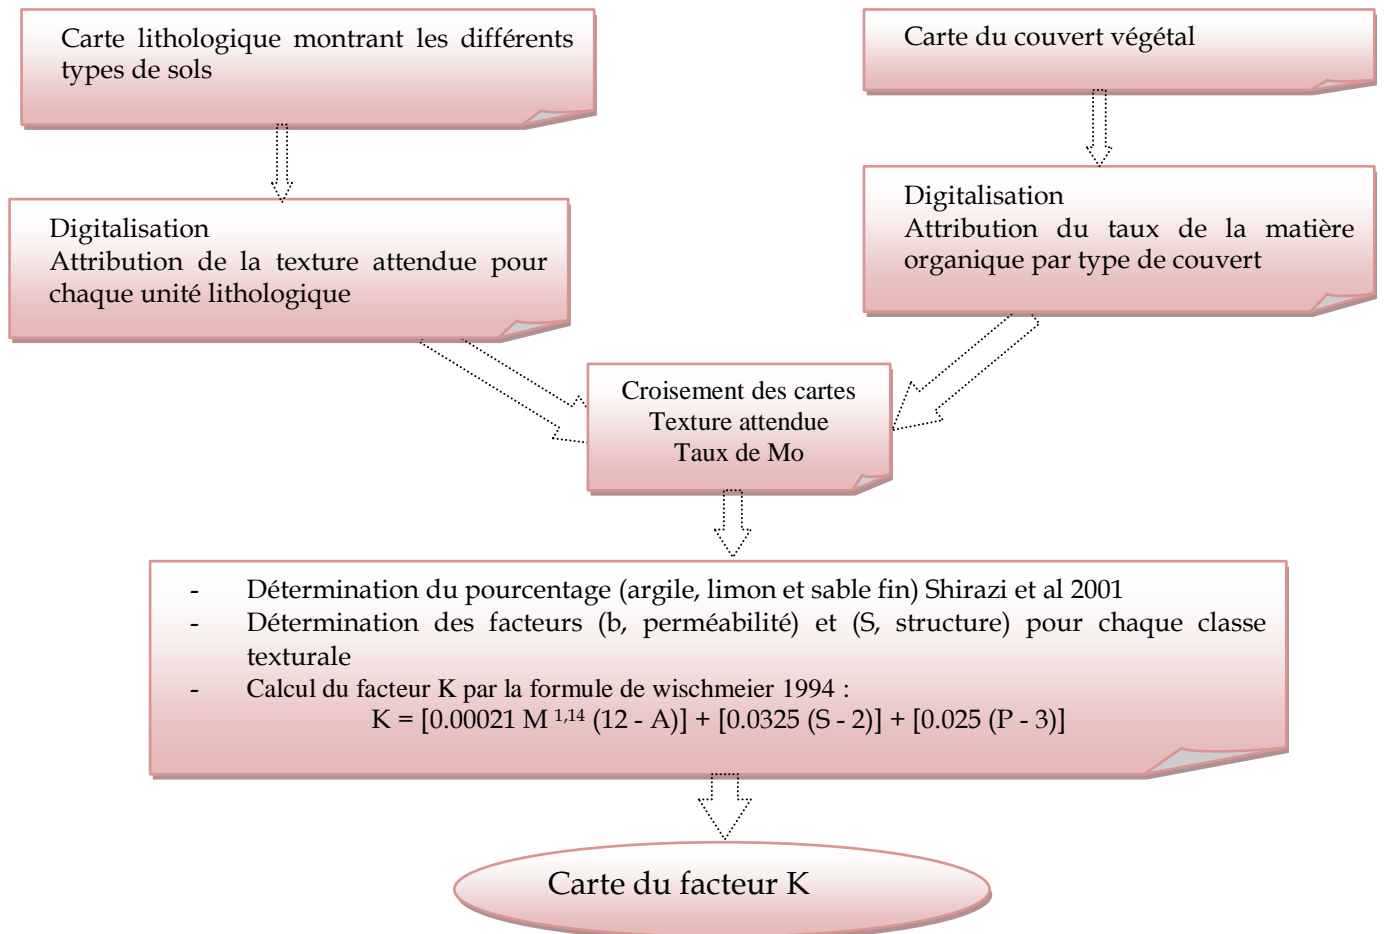 Carte lithologique montrant les différents
types de sols
Carte du couvert végétal
Digitalisation
Attribution de la texture attendue pour
chaque unité lithologique
Digitalisation
Attribution du taux de la matière
organique par type de couvert
Croisement des cartes
Texture attendue
Taux de Mo
- Détermination du pourcentage (argile, limon et sable fin) Shirazi et al 2001
- Détermination des facteurs (b, perméabilité) et (S, structure) pour chaque classe
texturale
- Calcul du facteur K par la formule de wischmeier 1994 :
K = [0.00021 M ¹,¹⁴ (12 - A)] + [0.0325 (S - 2)] + [0.025 (P - 3)]
Carte du facteur K